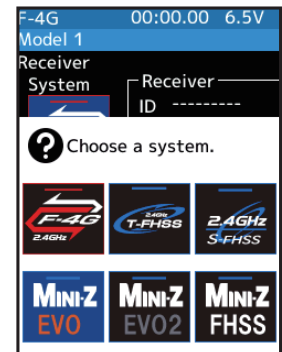 F-4G 00:00.00 6.5V
Model 1
Receiver
System
Receiver
ID ---------
? Choose a system.
F-4G
2.4GHz
2.4GHz
T-FHSS
2.4GHz
S-FHSS
MINI-Z
EVO
MINI-Z
EVO2
MINI-Z
FHSS